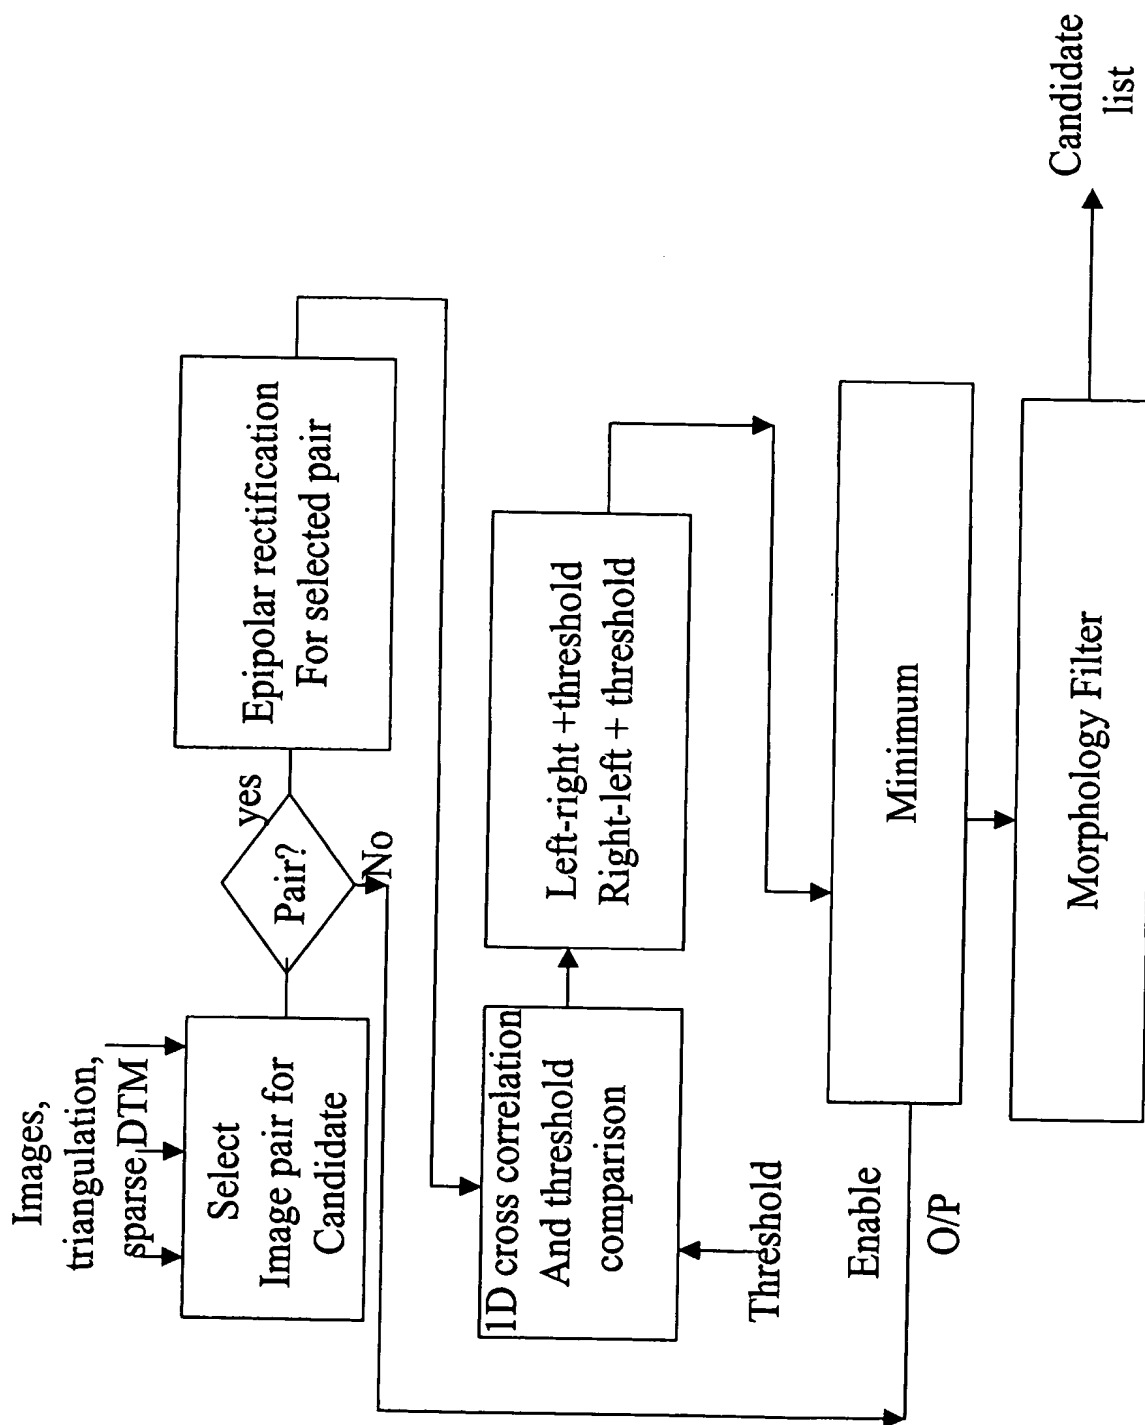 Images,
triangulation,
sparse DTM
Select
Image pair for
Candidate
Pair?
yes
No
Epipolar rectification
For selected pair
1D cross correlation
And threshold
comparison
Threshold
Left-right +threshold
Right-left + threshold
Enable
O/P
Minimum
Morphology Filter
Candidate
list